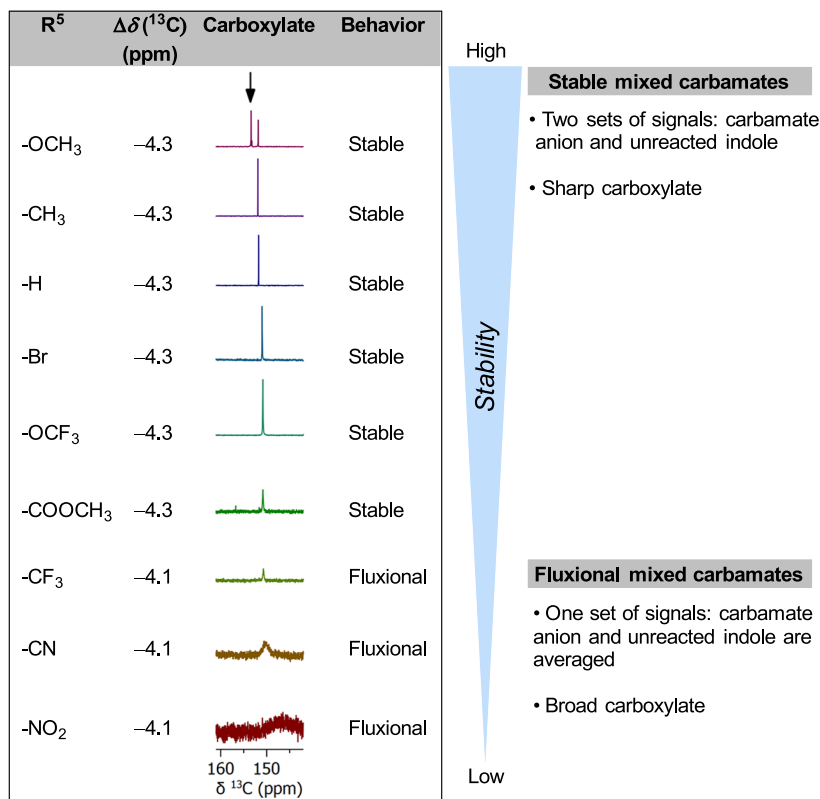 R⁵ Δδ(¹³C) Carboxylate Behavior
(ppm)
-OCH₃ –4.3 Stable
-CH₃ –4.3 Stable
-H –4.3 Stable
-Br –4.3 Stable
-OCF₃ –4.3 Stable
-COOCH₃ –4.3 Stable
-CF₃ –4.1 Fluxional
-CN –4.1 Fluxional
-NO₂ –4.1 Fluxional
160 150
δ ¹³C (ppm)
High
Stability
Low
Stable mixed carbamates
• Two sets of signals: carbamate
anion and unreacted indole
• Sharp carboxylate
Fluxional mixed carbamates
• One set of signals: carbamate
anion and unreacted indole are
averaged
• Broad carboxylate